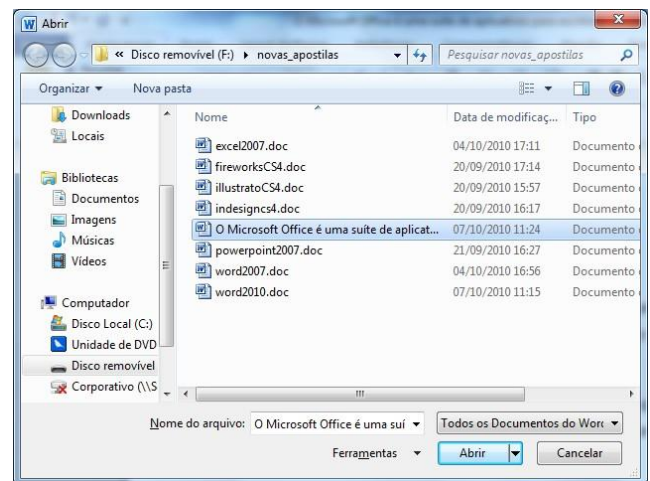 Abrir
« Disco removível (F:) ▸ novas_apostilas Pesquisar novas_apostilas
Organizar Nova pasta
Downloads
Locais
Bibliotecas
Documentos
Imagens
Músicas
Vídeos
Computador
Disco Local (C:)
Unidade de DVD
Disco removível
Corporativo (\\S
Nome Data de modificaç... Tipo
excel2007.doc 04/10/2010 17:11 Documento
fireworksCS4.doc 20/09/2010 17:14 Documento
illustratoCS4.doc 20/09/2010 15:57 Documento
indesigncs4.doc 20/09/2010 16:17 Documento
O Microsoft Office é uma suíte de aplicat... 07/10/2010 11:24 Documento
powerpoint2007.doc 21/09/2010 16:27 Documento
word2007.doc 04/10/2010 16:56 Documento
word2010.doc 07/10/2010 11:15 Documento
Nome do arquivo: O Microsoft Office é uma suí Todos os Documentos do Worc
Ferramentas Abrir Cancelar